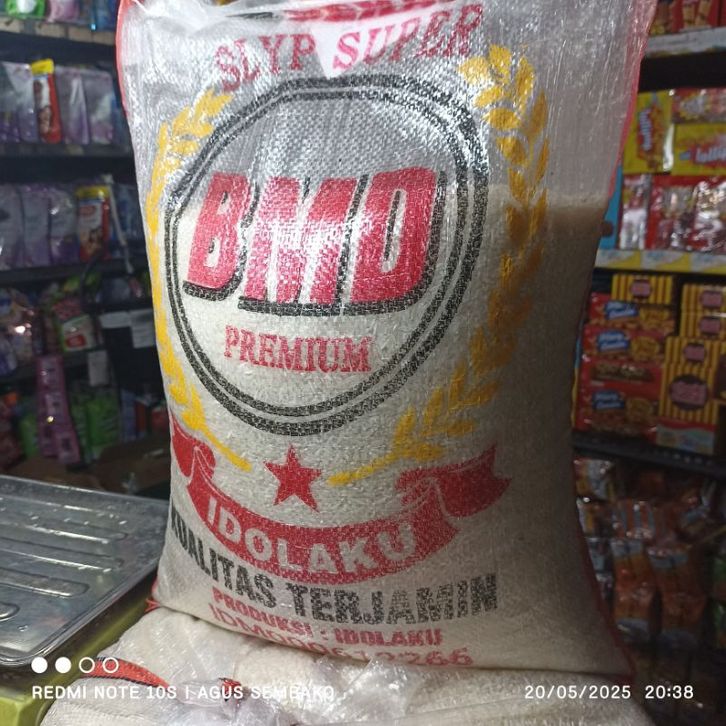 SLYP SUPER
BMD
PREMIUM
IDOLAKU
KUALITAS TERJAMIN
PRODUKSI : IDOLAKU
REDMI NOTE 10S | AGUS SEMBAKO
20/05/2025 20:38